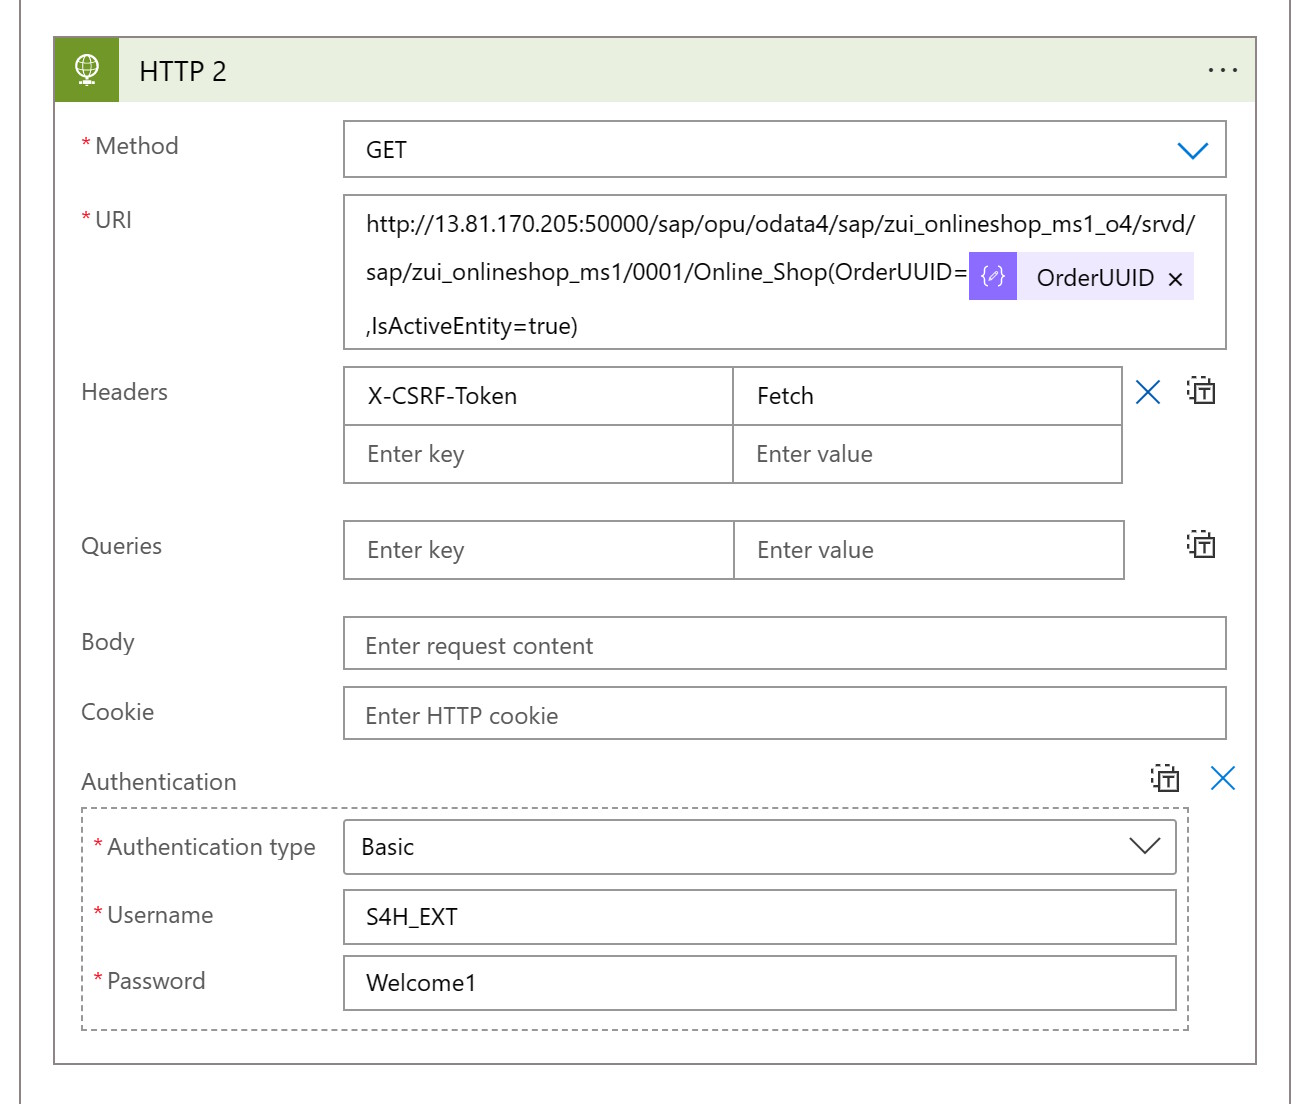 HTTP 2
* Method
GET
* URI
http://13.81.170.205:50000/sap/opu/odata4/sap/zui_onlineshop_ms1_o4/srvd/
sap/zui_onlineshop_ms1/0001/Online_Shop(OrderUUID= OrderUUID ×
,IsActiveEntity=true)
Headers
X-CSRF-Token Fetch
Enter key Enter value
Queries
Enter key Enter value
Body
Enter request content
Cookie
Enter HTTP cookie
Authentication
* Authentication type
Basic
* Username
S4H_EXT
* Password
Welcome1